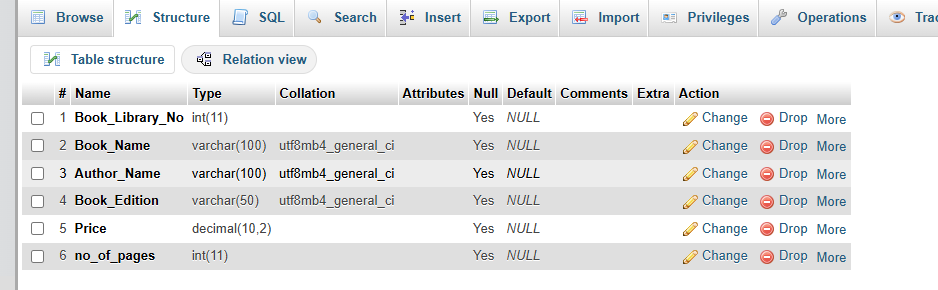 Browse Structure SQL Search Insert Export Import Privileges Operations
Table structure Relation view
# Name Type Collation Attributes Null Default Comments Extra Action
1 Book_Library_No int(11) Yes NULL Change Drop More
2 Book_Name varchar(100) utf8mb4_general_ci Yes NULL Change Drop More
3 Author_Name varchar(100) utf8mb4_general_ci Yes NULL Change Drop More
4 Book_Edition varchar(50) utf8mb4_general_ci Yes NULL Change Drop More
5 Price decimal(10,2) Yes NULL Change Drop More
6 no_of_pages int(11) Yes NULL Change Drop More